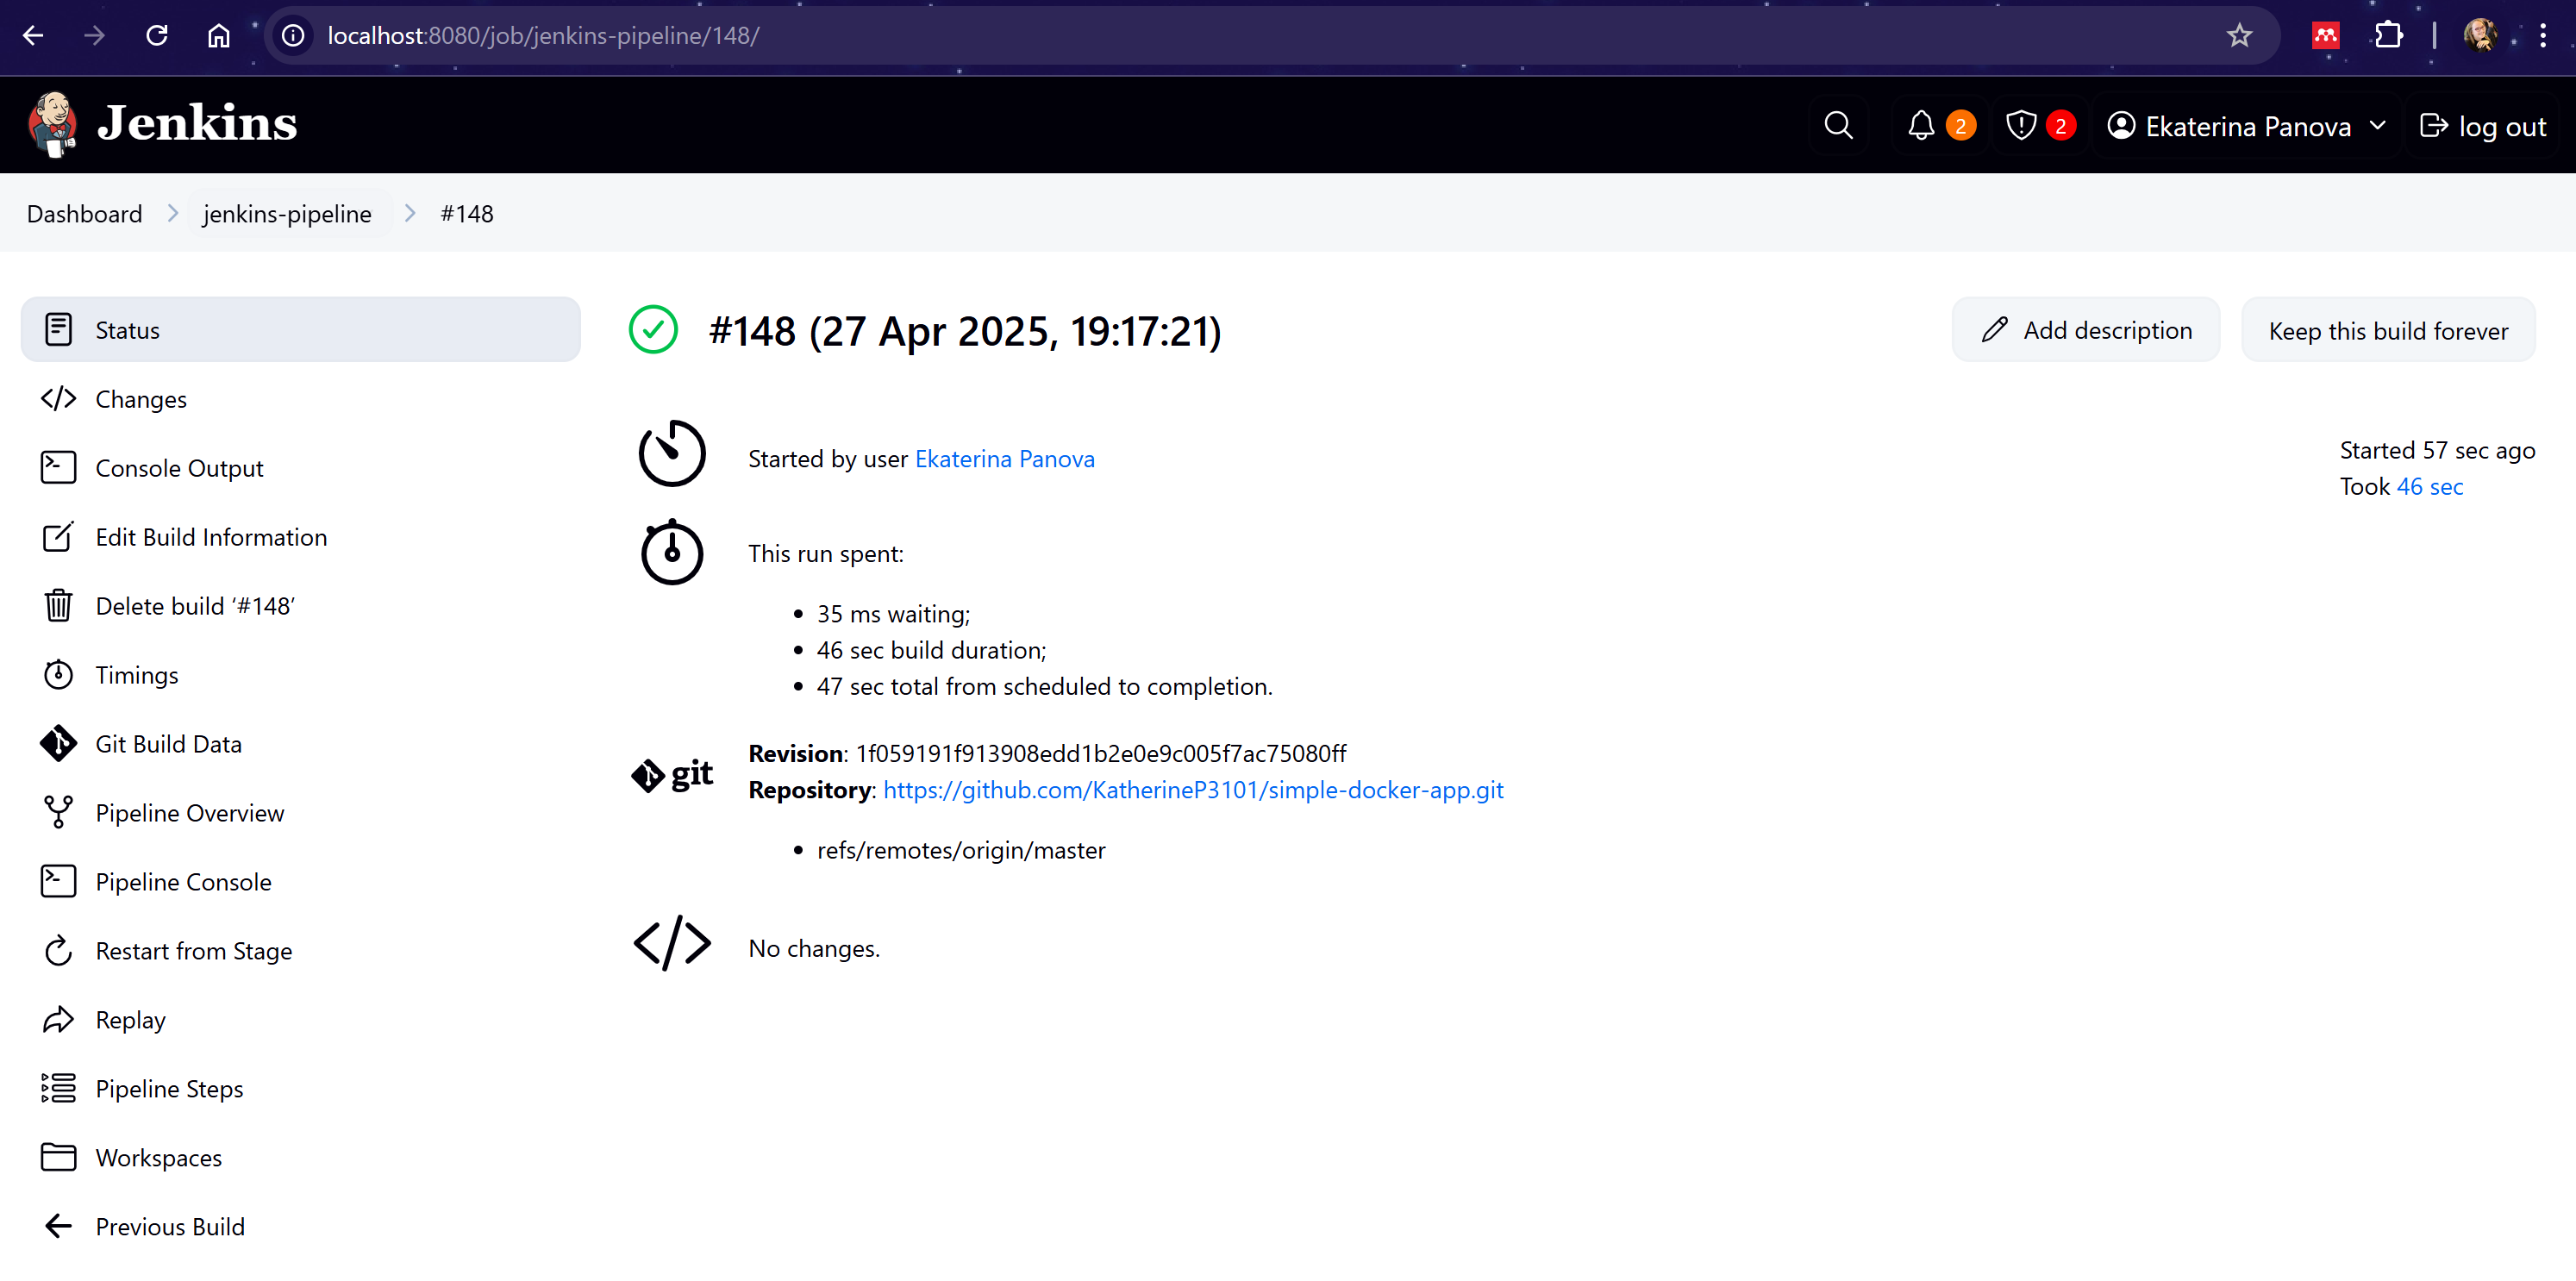 localhost:8080/job/jenkins-pipeline/148/
Jenkins
2
2
Ekaterina Panova
log out
Dashboard
jenkins-pipeline
#148
Status
Changes
Console Output
Edit Build Information
Delete build ‘#148’
Timings
Git Build Data
Pipeline Overview
Pipeline Console
Restart from Stage
Replay
Pipeline Steps
Workspaces
Previous Build
#148 (27 Apr 2025, 19:17:21)
Add description
Keep this build forever
Started by user Ekaterina Panova
Started 57 sec ago
Took 46 sec
This run spent:
35 ms waiting;
46 sec build duration;
47 sec total from scheduled to completion.
git
Revision: 1f059191f913908edd1b2e0e9c005f7ac75080ff
Repository: https://github.com/KatherineP3101/simple-docker-app.git
refs/remotes/origin/master
No changes.